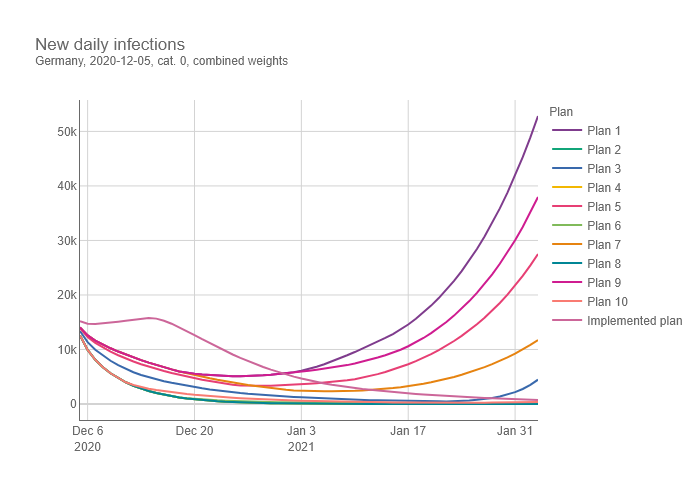 New daily infections
Germany, 2020-12-05, cat. 0, combined weights
Plan
50k
40k
30k
20k
10k
0
Plan 1
Plan 2
Plan 3
Plan 4
Plan 5
Plan 6
Plan 7
Plan 8
Plan 9
Plan 10
Implemented plan
Dec 6
2020
Dec 20
Jan 3
2021
Jan 17
Jan 31